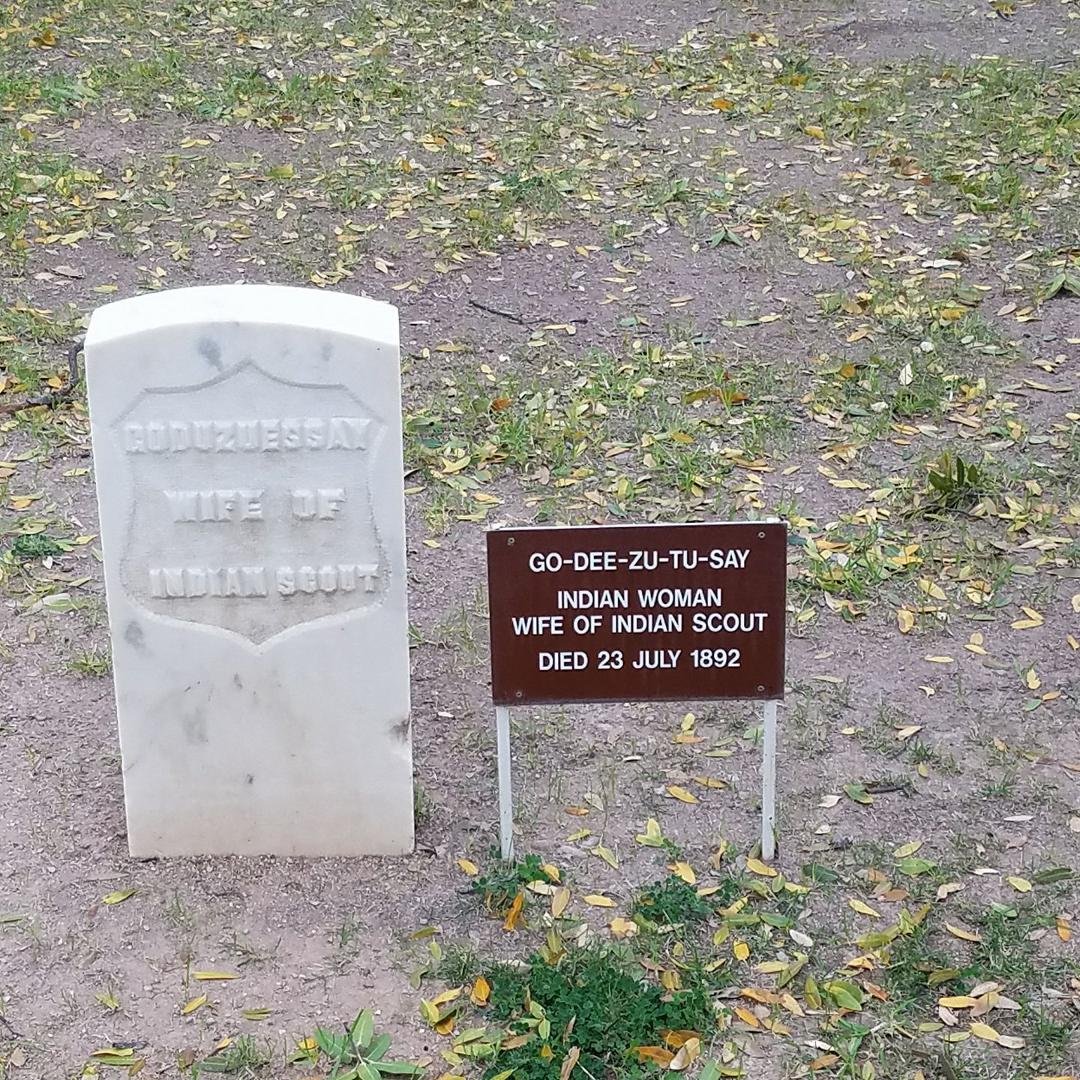 GODUZUESSAY
WIFE OF
INDIAN SCOUT
GO-DEE-ZU-TU-SAY
INDIAN WOMAN
WIFE OF INDIAN SCOUT
DIED 23 JULY 1892